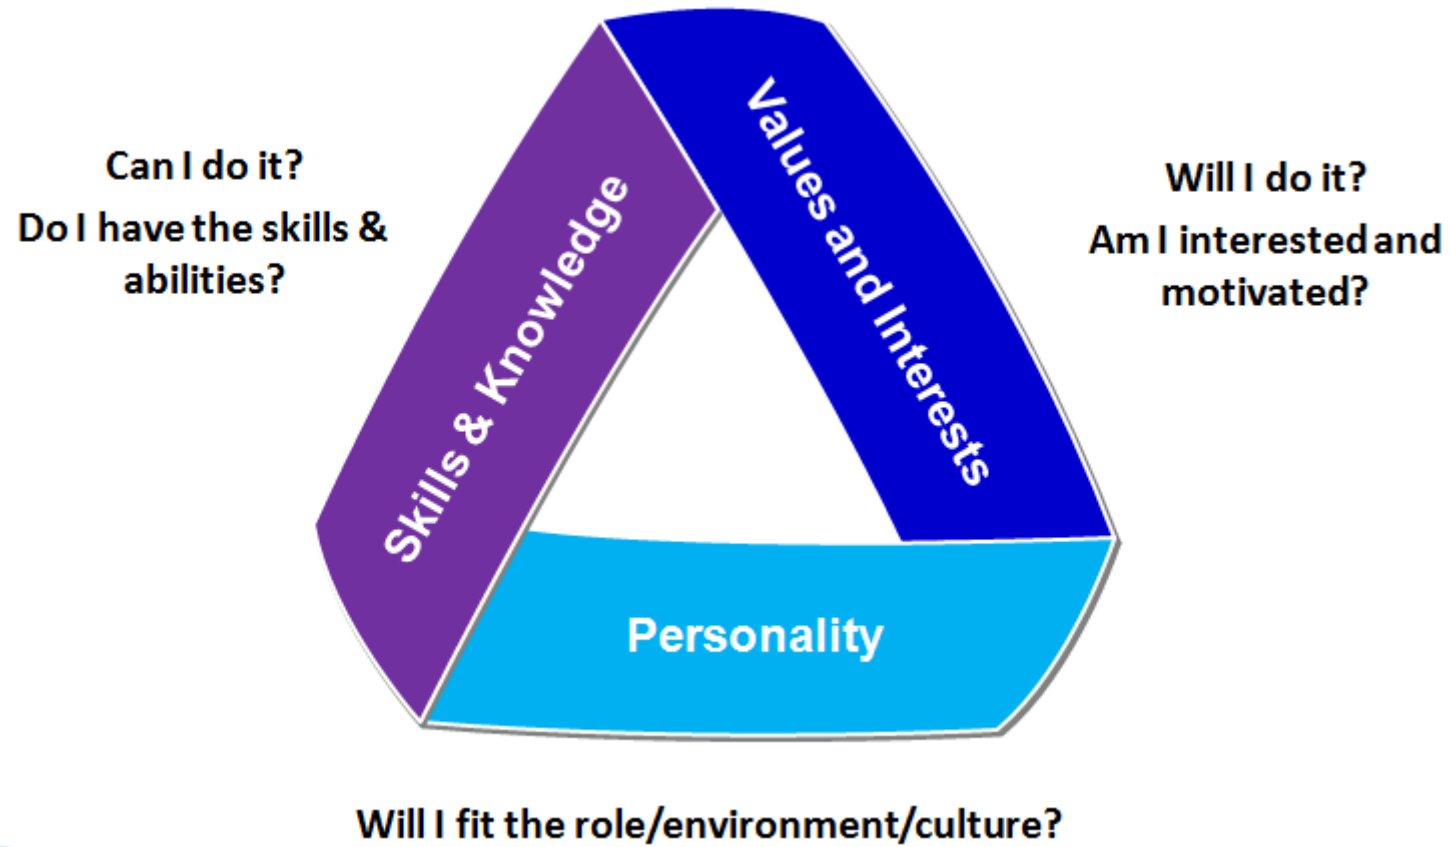 Values and Interests
Can I do it?
Do I have the skills &
abilities?
Will I do it?
Am I interested and
motivated?
Skills & Knowledge
Personality
Will I fit the role/environment/culture?